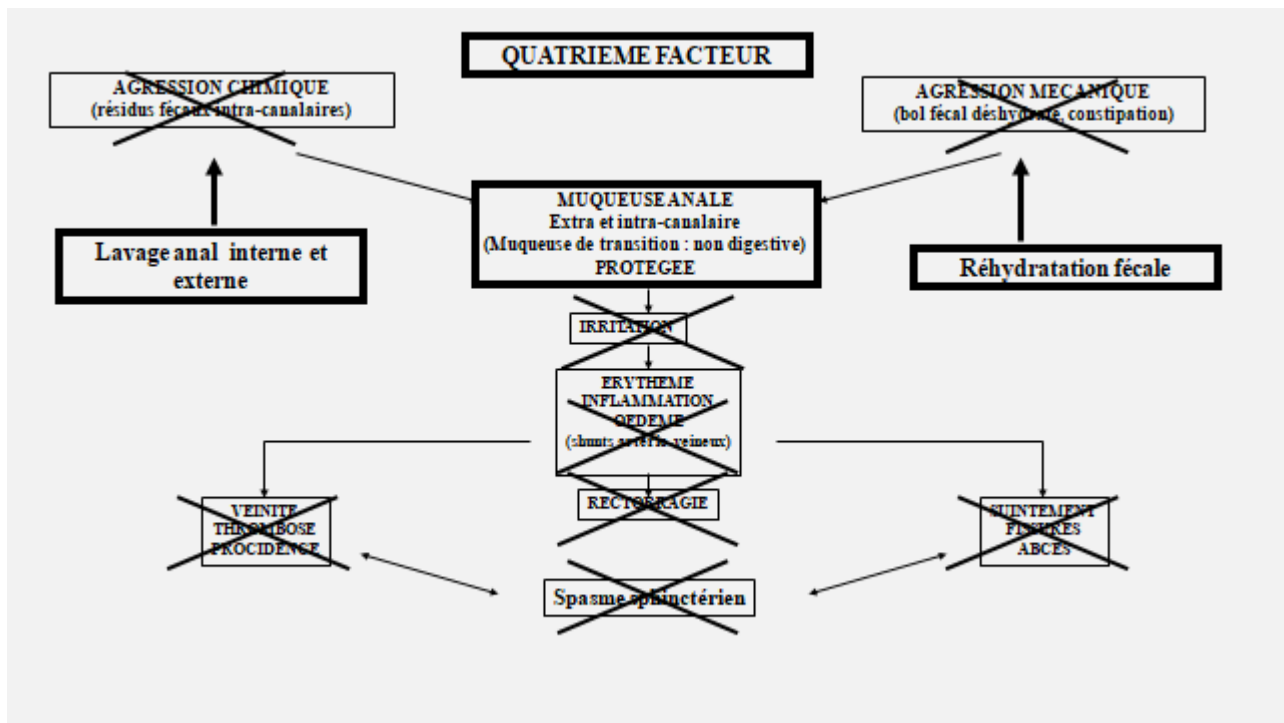 QUATRIEME FACTEUR
AGRESSION CHIMIQUE
(résidus fécaux intra-canalaires)
AGRESSION MECANIQUE
(bol fécal déshydraté, constipation)
MUQUEUSE ANALE
Extra et intra-canalaire
(Muqueuse de transition : non digestive)
PROTEGEE
Lavage anal interne et
externe
Réhydratation fécale
IRRITATION
ERYTHEME
INFLAMMATION
OEDEME
(shunts artério-veineux)
VEINITE
THROMBOSE
PROCIDENCE
RECTORRAGIE
SUINTEMENT
FISSURES
ABCES
Spasme sphinctérien